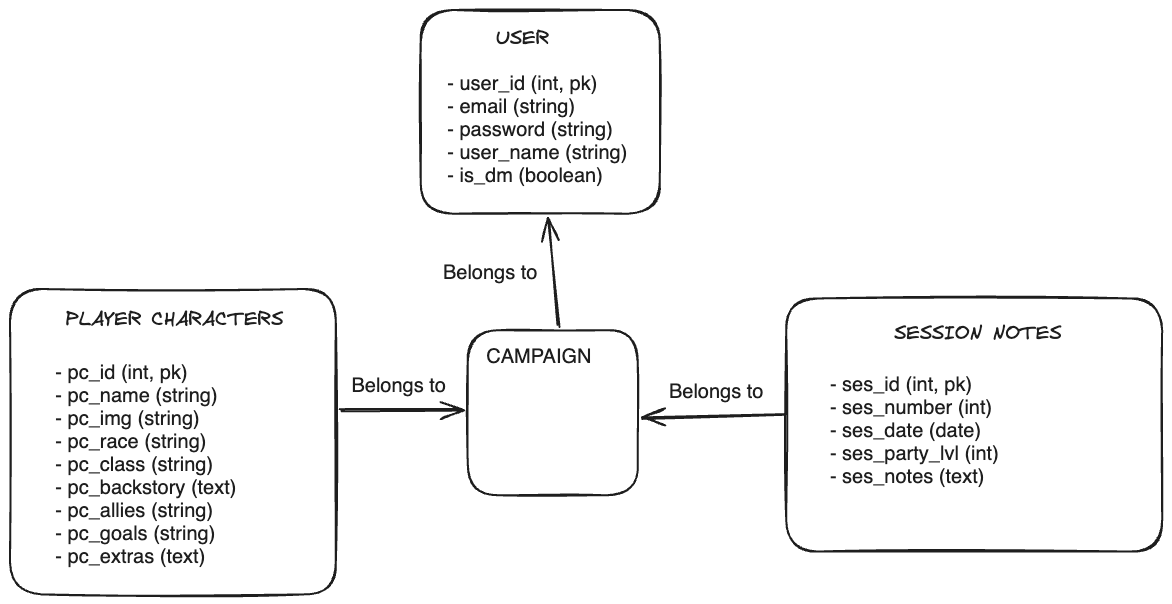 USER
- user_id (int, pk)
- email (string)
- password (string)
- user_name (string)
- is_dm (boolean)
Belongs to
PLAYER CHARACTERS
- pc_id (int, pk)
- pc_name (string)
- pc_img (string)
- pc_race (string)
- pc_class (string)
- pc_backstory (text)
- pc_allies (string)
- pc_goals (string)
- pc_extras (text)
Belongs to
CAMPAIGN
Belongs to
SESSION NOTES
- ses_id (int, pk)
- ses_number (int)
- ses_date (date)
- ses_party_lvl (int)
- ses_notes (text)